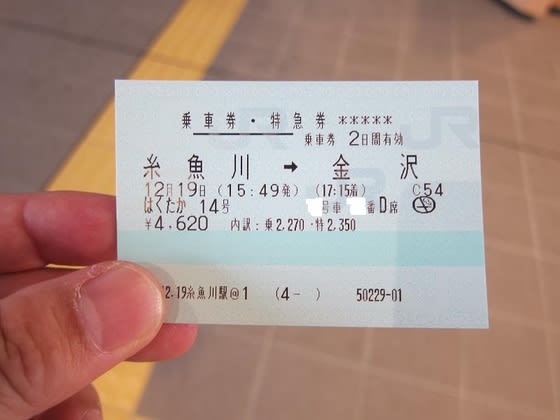 乗車券・特急券 *****
乗車券 2日間有効
糸魚川 → 金沢
12月19日 (15:49発) (17:15着) C54
はくたか 14号 号車 番D席
¥4,620 内訳:乗2,270・特2,350
2.19糸魚川駅@1 (4- ) 50229-01